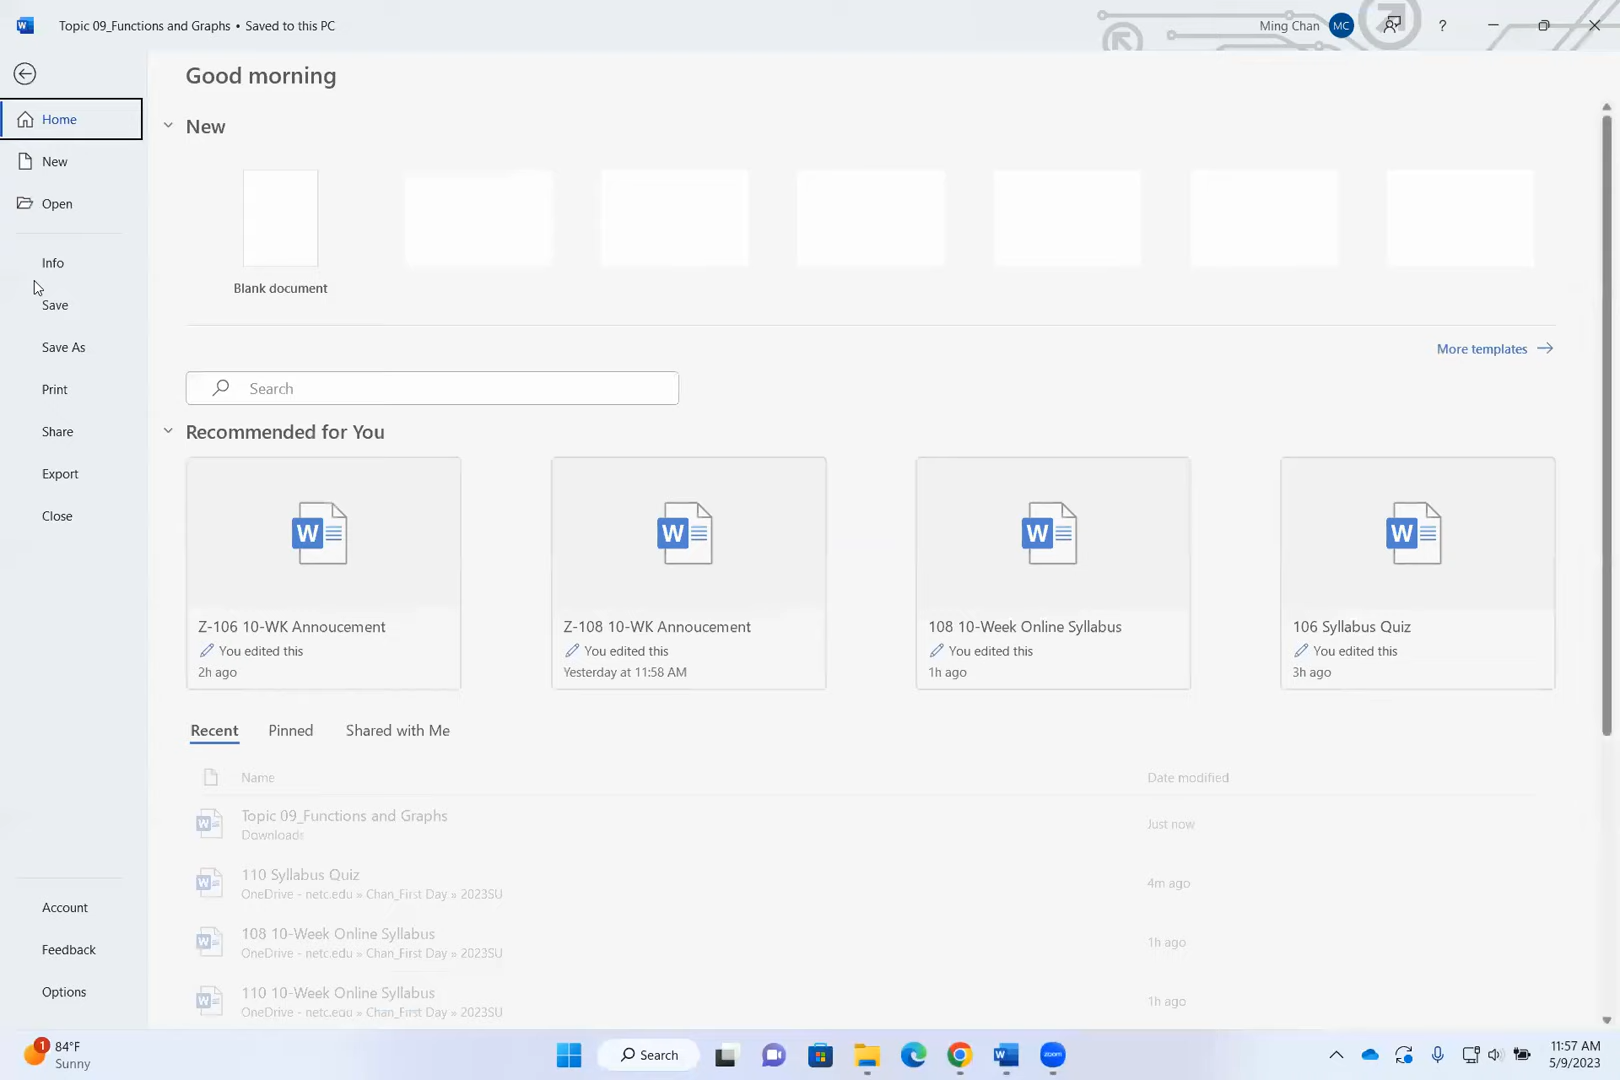 Topic 09_Functions and Graphs • Saved to this PC
Ming Chan MC ?
Good morning
Home
New
New
Open
Info
Blank document
Save
Save As
More templates
Search
Print
Share
Recommended for You
Export
Close
W W W W
Z-106 10-WK Annoucement
You edited this
2h ago
Z-108 10-WK Annoucement
You edited this
Yesterday at 11:58 AM
108 10-Week Online Syllabus
You edited this
1h ago
106 Syllabus Quiz
You edited this
3h ago
Recent Pinned Shared with Me
Name Date modified
W Topic 09_Functions and Graphs Just now
Downloads
W 110 Syllabus Quiz 4m ago
OneDrive - netc.edu » Chan_First Day » 2023SU
W 108 10-Week Online Syllabus 1h ago
OneDrive - netc.edu » Chan_First Day » 2023SU
W 110 10-Week Online Syllabus 1h ago
OneDrive - netc.edu » Chan_First Day » 2023SU
Account
Feedback
Options
1 84°F
Sunny
Search
W
zoom
11:57 AM
5/9/2023